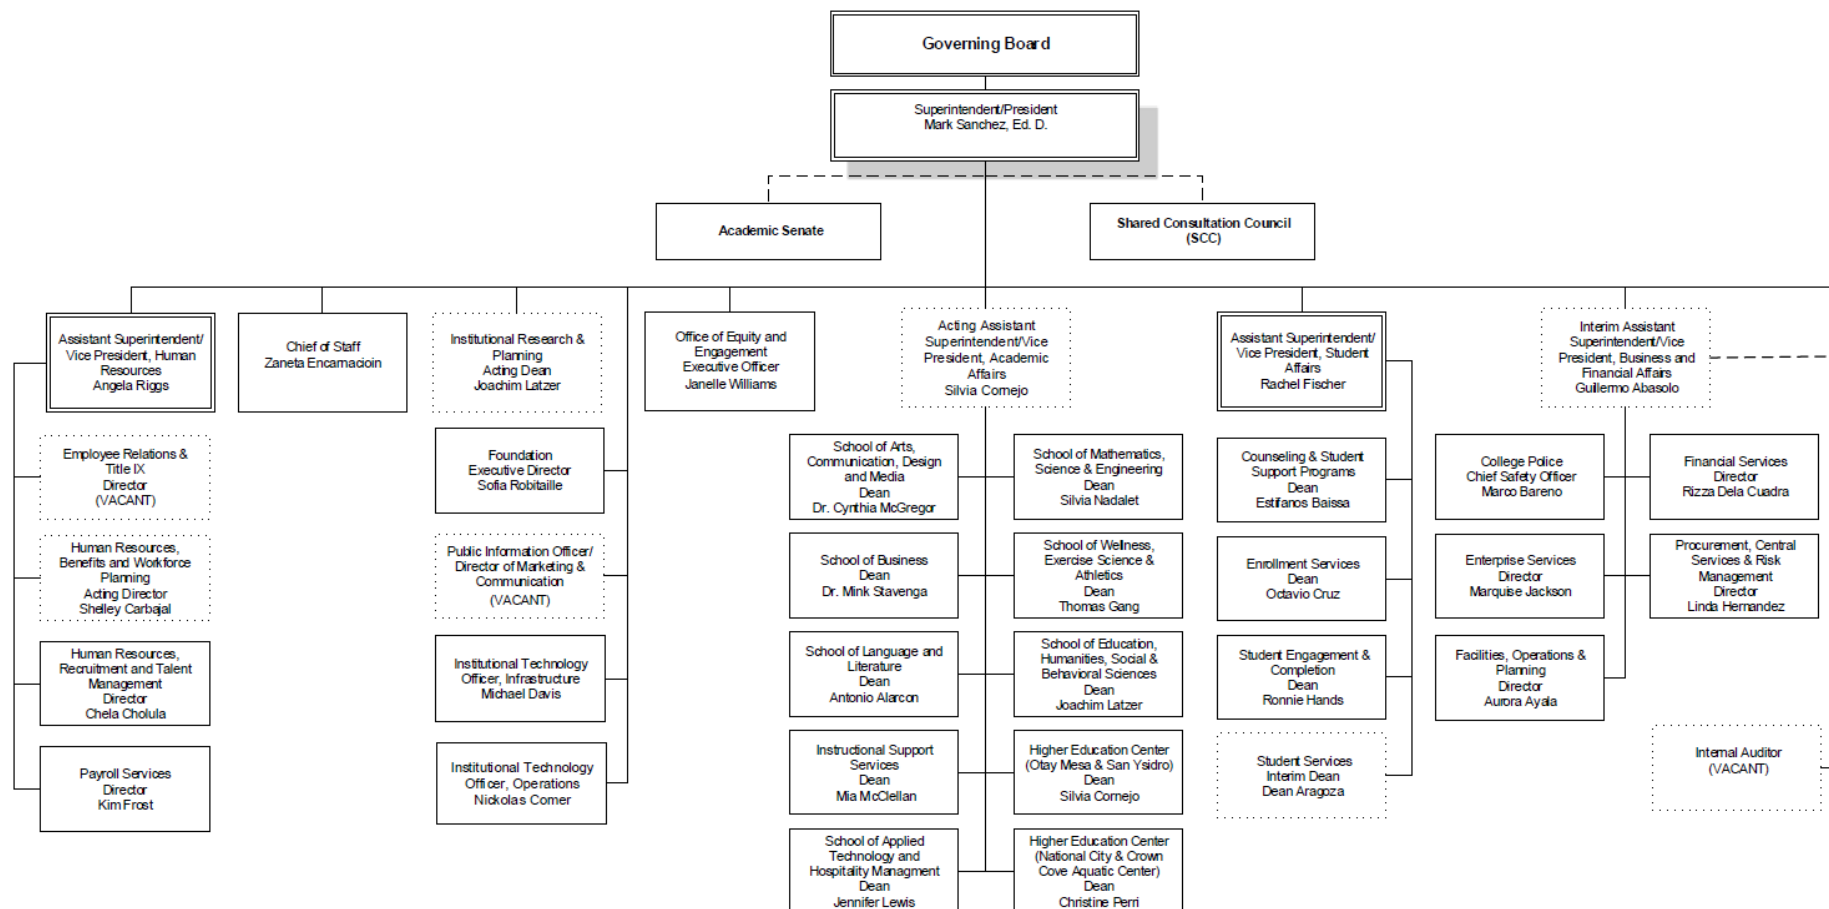 Governing Board
Superintendent/President
Mark Sanchez, Ed. D.
Academic Senate
Shared Consultation Council
(SCC)
Assistant Superintendent/
Vice President, Human
Resources
Angela Riggs
Chief of Staff
Zaneta Encarnacioin
Institutional Research &
Planning
Acting Dean
Joachim Latzer
Office of Equity and
Engagement
Executive Officer
Janelle Williams
Acting Assistant
Superintendent/Vice
President, Academic
Affairs
Silvia Cornejo
Assistant Superintendent/
Vice President, Student
Affairs
Rachel Fischer
Interim Assistant
Superintendent/Vice
President, Business and
Financial Affairs
Guillermo Abasolo
Employee Relations &
Title IX
Director
(VACANT)
Human Resources,
Benefits and Workforce
Planning
Acting Director
Shelley Carbajal
Human Resources,
Recruitment and Talent
Management
Director
Chela Cholula
Payroll Services
Director
Kim Frost
Foundation
Executive Director
Sofia Robitaille
Public Information Officer/
Director of Marketing &
Communication
(VACANT)
Institutional Technology
Officer, Infrastructure
Michael Davis
Institutional Technology
Officer, Operations
Nickolas Comer
School of Arts,
Communication, Design
and Media
Dean
Dr. Cynthia McGregor
School of Business
Dean
Dr. Mink Stavenga
School of Language and
Literature
Dean
Antonio Alarcon
Instructional Support
Services
Dean
Mia McClellan
School of Applied
Technology and
Hospitality Managment
Dean
Jennifer Lewis
School of Mathematics,
Science & Engineering
Dean
Silvia Nadalet
School of Wellness,
Exercise Science &
Athletics
Dean
Thomas Gang
School of Education,
Humanities, Social &
Behavioral Sciences
Dean
Joachim Latzer
Higher Education Center
(Otay Mesa & San Ysidro)
Dean
Silvia Cornejo
Higher Education Center
(National City & Crown
Cove Aquatic Center)
Dean
Christine Perri
Counseling & Student
Support Programs
Dean
Estifanos Baissa
Enrollment Services
Dean
Octavio Cruz
Student Engagement &
Completion
Dean
Ronnie Hands
Student Services
Interim Dean
Dean Aragoza
College Police
Chief Safety Officer
Marco Bareno
Enterprise Services
Director
Marquise Jackson
Facilities, Operations &
Planning
Director
Aurora Ayala
Financial Services
Director
Rizza Dela Cuadra
Procurement, Central
Services & Risk
Management
Director
Linda Hernandez
Internal Auditor
(VACANT)